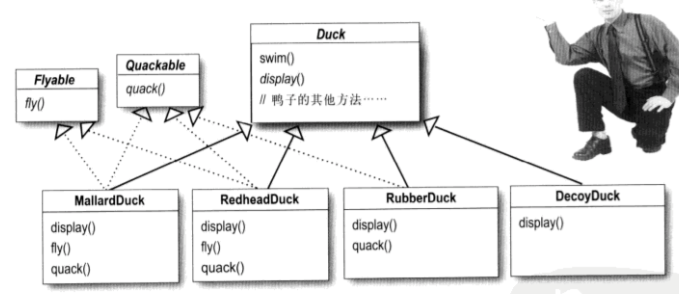 Duck
swim()
display()
// 鸭子的其他方法……
Quackable
quack()
Flyable
fly()
MallardDuck
display()
fly()
quack()
RedheadDuck
display()
fly()
quack()
RubberDuck
display()
quack()
DecoyDuck
display()